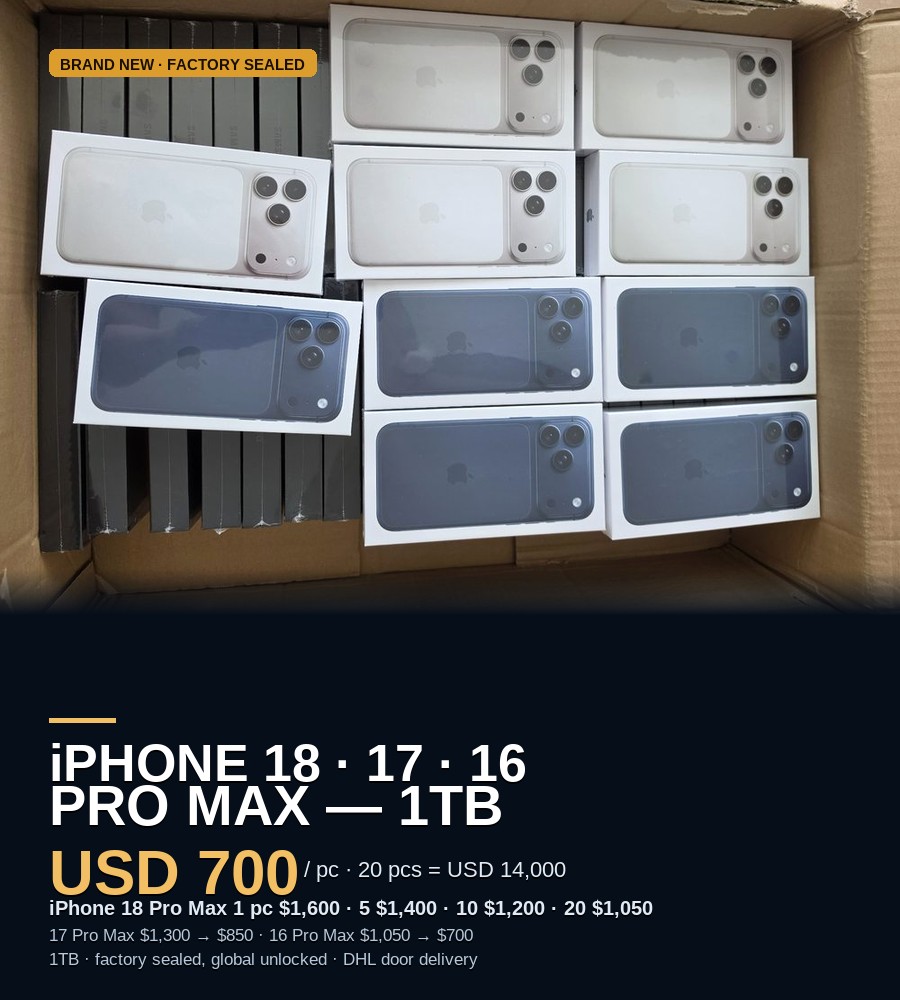 BRAND NEW · FACTORY SEALED
iPHONE 18 · 17 · 16
PRO MAX — 1TB
USD 700 / pc · 20 pcs = USD 14,000
iPhone 18 Pro Max 1 pc $1,600 · 5 $1,400 · 10 $1,200 · 20 $1,050
17 Pro Max $1,300 → $850 · 16 Pro Max $1,050 → $700
1TB · factory sealed, global unlocked · DHL door delivery